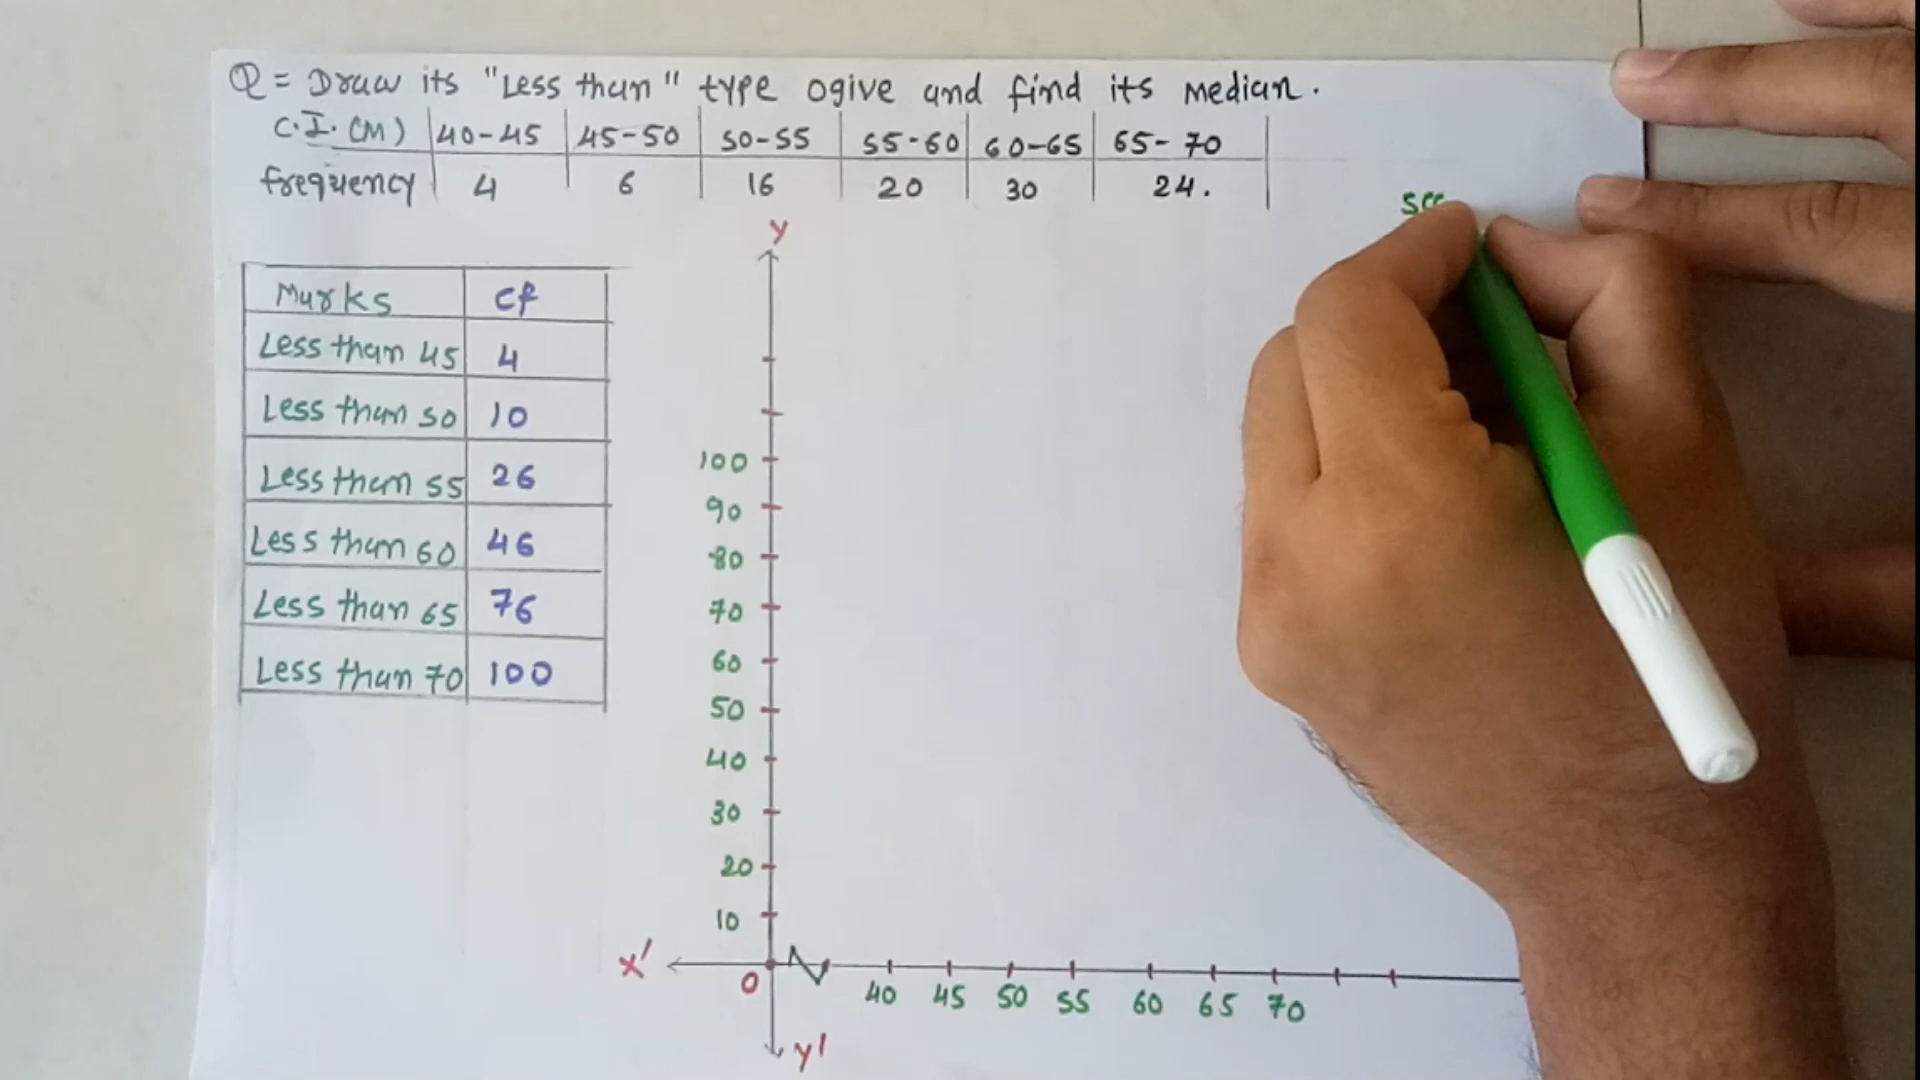 Q = Draw its "Less than" type ogive and find its median.
C.I. (M) 40-45 45-50 50-55 55-60 60-65 65-70
frequency 4 6 16 20 30 24.
Marks cf
Less than 45 4
Less than 50 10
Less than 55 26
Less than 60 46
Less than 65 76
Less than 70 100
Y
100
90
80
70
60
50
40
30
20
10
X' O
40 45 50 55 60 65 70
Y'